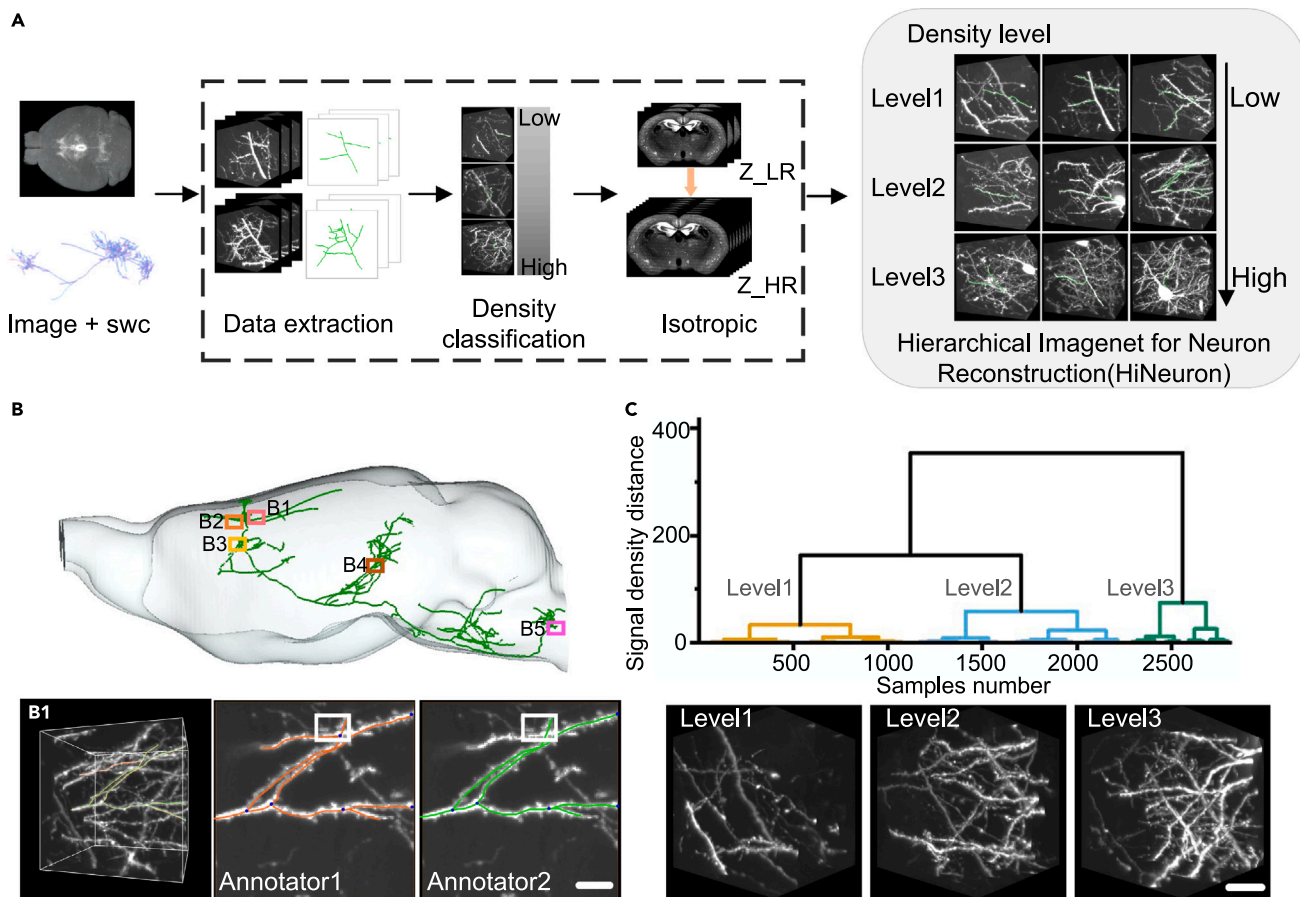 A
Density level
Level1
Level2
Level3
Low
High
Low
High
Z_LR
Z_HR
Image + swc
Data extraction
Density
classification
Isotropic
Hierarchical Imagenet for Neuron
Reconstruction(HiNeuron)
B
B1
B2
B3
B4
B5
B1
Annotator1
Annotator2
C
Signal density distance
400
200
0
Level1
Level2
Level3
500
1000
1500
2000
2500
Samples number
Level1
Level2
Level3